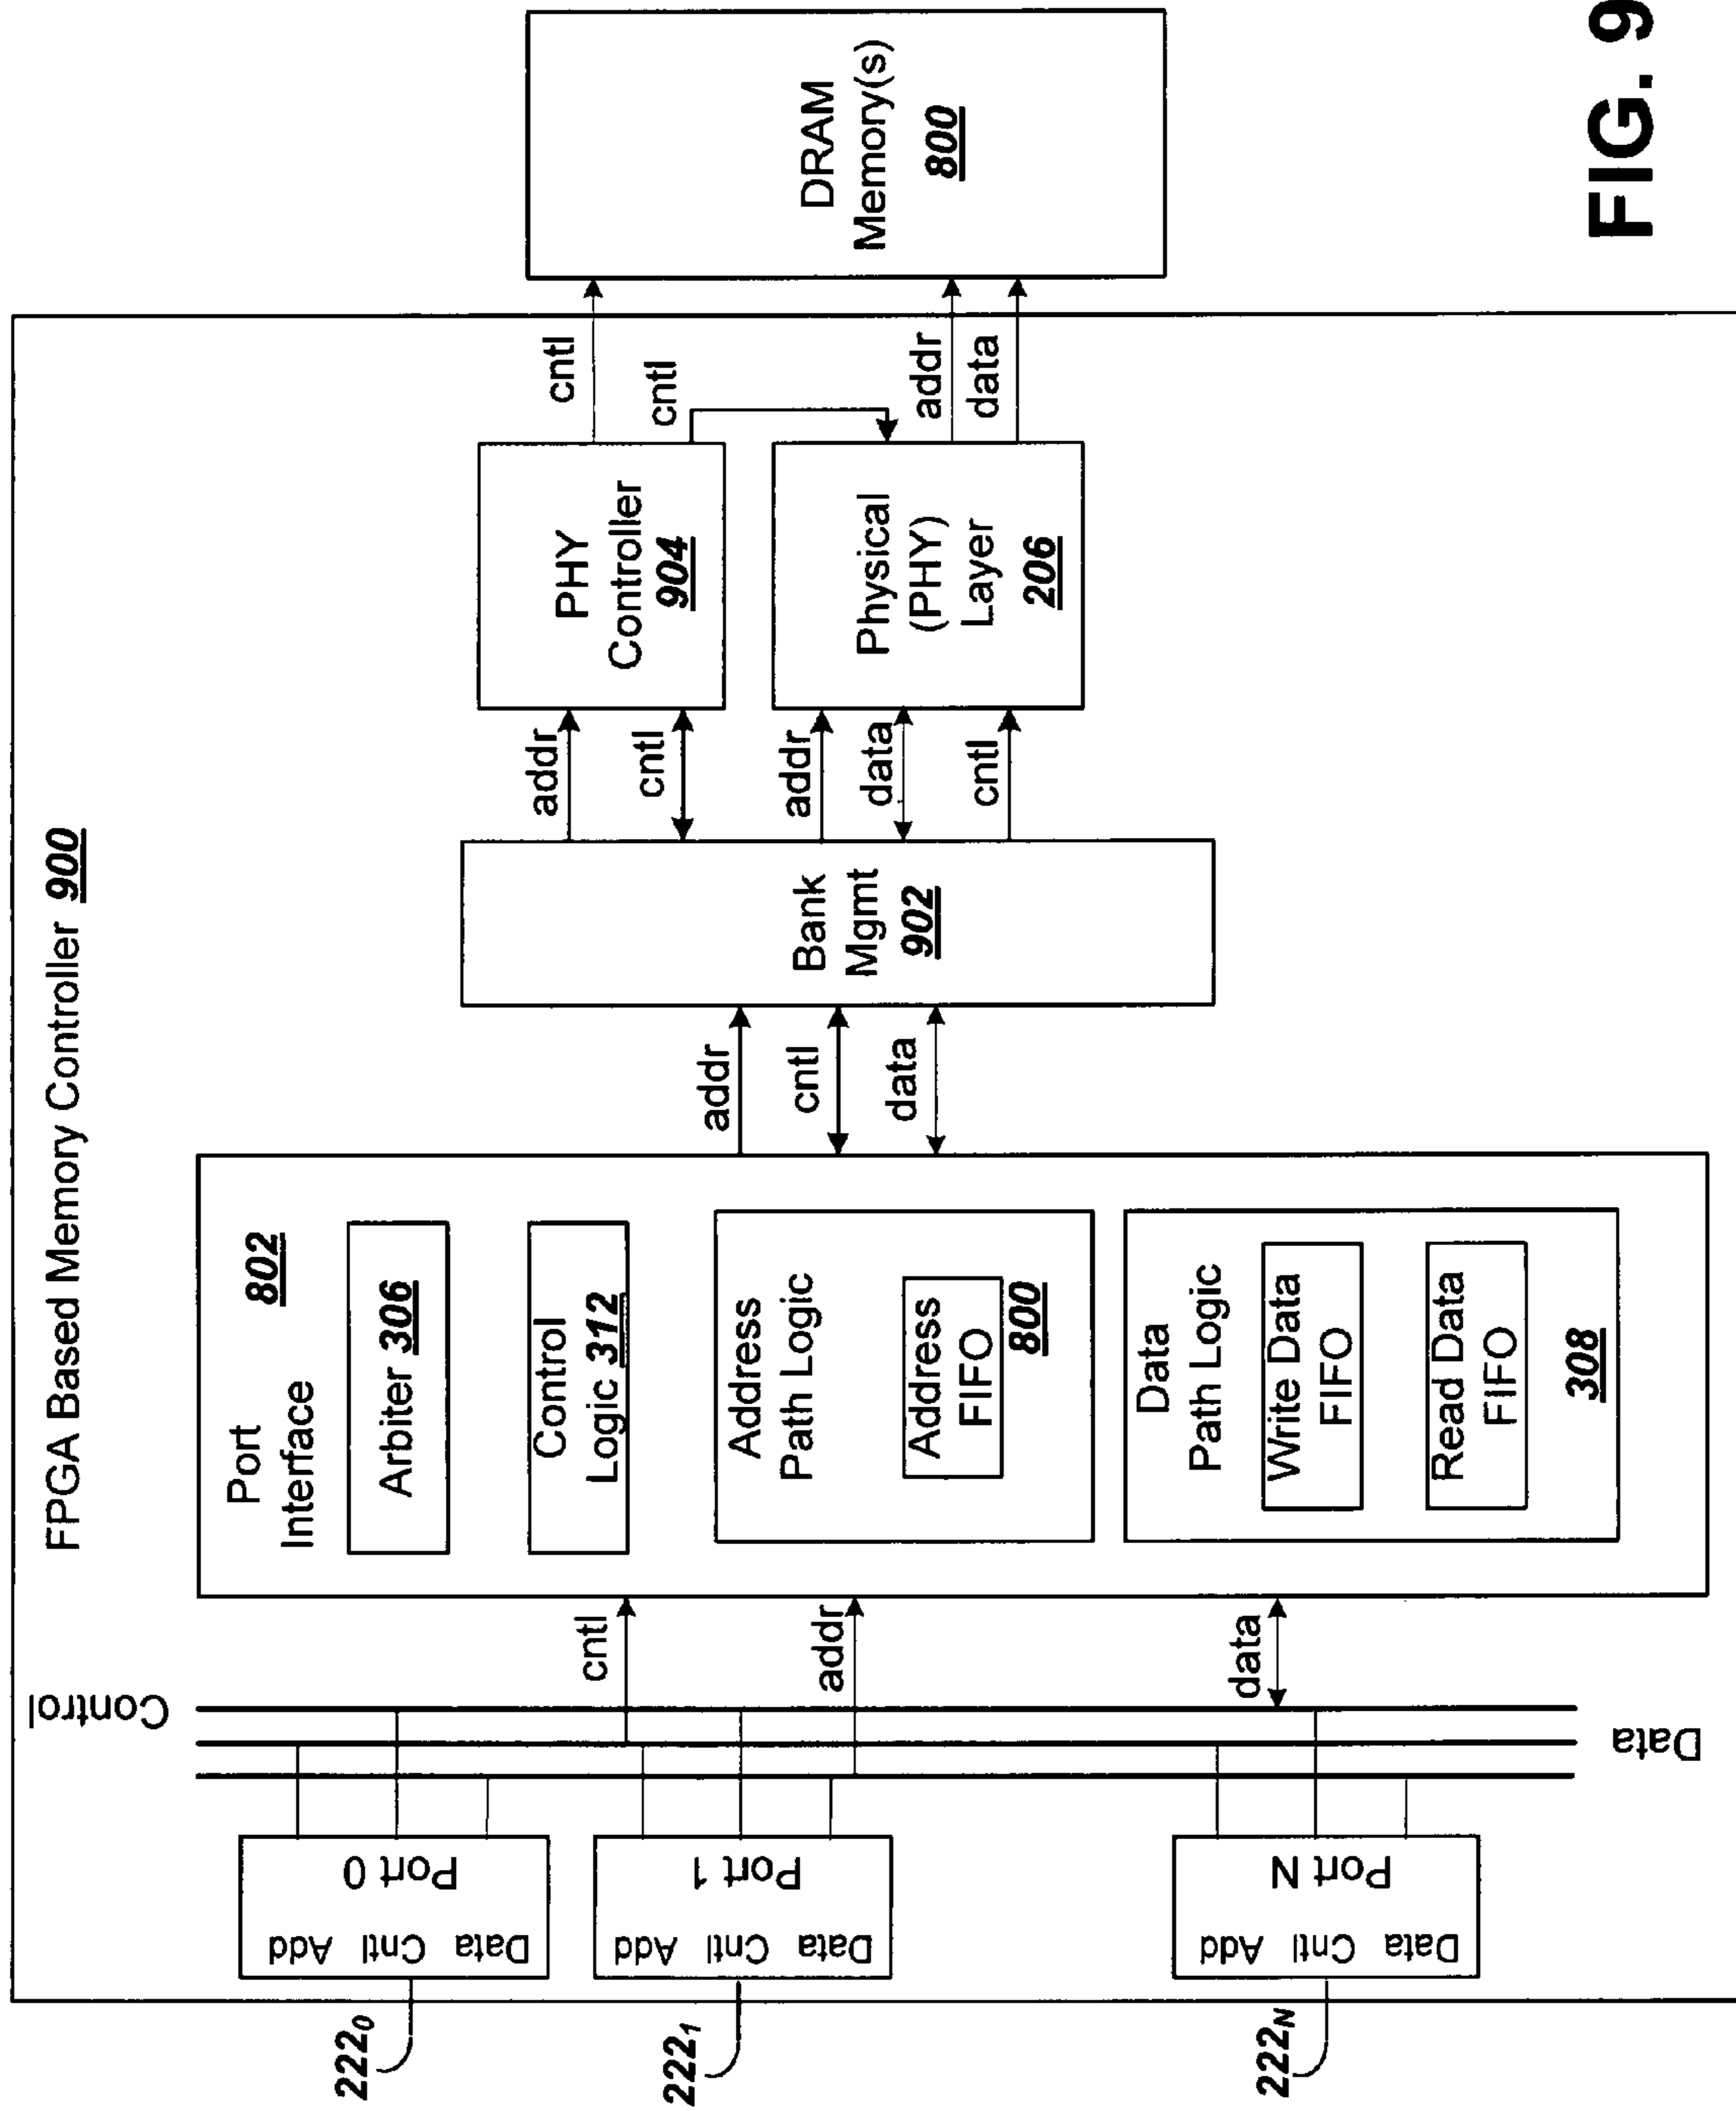 FPGA Based Memory Controller 900
222₀
Add Cntl Data
Port 0
222₁
Add Cntl Data
Port 1
222N
Add Cntl Data
Port N
Control
Data
cntl
addr
data
Port
Interface
802
Arbiter 306
Control
Logic 312
Address
Path Logic
Address
FIFO
800
Data
Path Logic
Write Data
FIFO
Read Data
FIFO
308
addr
cntl
data
Bank
Mgmt
902
addr
cntl
addr
data
cntl
PHY
Controller
904
Physical
(PHY)
Layer
206
cntl
cntl
addr
data
DRAM
Memory(s)
800
FIG. 9